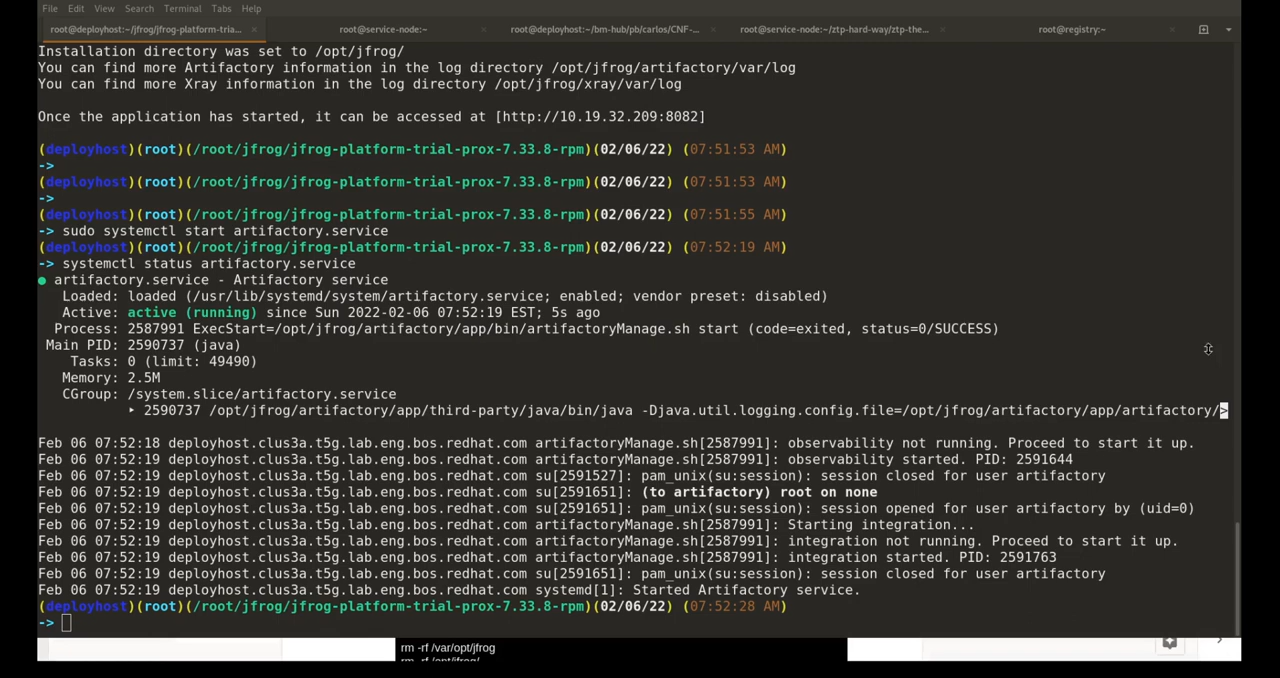 File Edit View Search Terminal Tabs Help
root@deployhost:~/jfrog/jfrog-platform-tria... × root@service-node:~ × root@deployhost:~/bm-hub/pb/carlos/CNF-... × root@service-node:~/ztp-hard-way/ztp-the... × root@registry:~ ×
Installation directory was set to /opt/jfrog/
You can find more Artifactory information in the log directory /opt/jfrog/artifactory/var/log
You can find more Xray information in the log directory /opt/jfrog/xray/var/log
Once the application has started, it can be accessed at [http://10.19.32.209:8082]
(deployhost)(root)(/root/jfrog/jfrog-platform-trial-prox-7.33.8-rpm)(02/06/22) (07:51:53 AM)
->
(deployhost)(root)(/root/jfrog/jfrog-platform-trial-prox-7.33.8-rpm)(02/06/22) (07:51:53 AM)
->
(deployhost)(root)(/root/jfrog/jfrog-platform-trial-prox-7.33.8-rpm)(02/06/22) (07:51:55 AM)
-> sudo systemctl start artifactory.service
(deployhost)(root)(/root/jfrog/jfrog-platform-trial-prox-7.33.8-rpm)(02/06/22) (07:52:19 AM)
-> systemctl status artifactory.service
● artifactory.service - Artifactory service
Loaded: loaded (/usr/lib/systemd/system/artifactory.service; enabled; vendor preset: disabled)
Active: active (running) since Sun 2022-02-06 07:52:19 EST; 5s ago
Process: 2587991 ExecStart=/opt/jfrog/artifactory/app/bin/artifactoryManage.sh start (code=exited, status=0/SUCCESS)
Main PID: 2590737 (java)
Tasks: 0 (limit: 49490)
Memory: 2.5M
CGroup: /system.slice/artifactory.service
‣ 2590737 /opt/jfrog/artifactory/app/third-party/java/bin/java -Djava.util.logging.config.file=/opt/jfrog/artifactory/app/artifactory/>
Feb 06 07:52:18 deployhost.clus3a.t5g.lab.eng.bos.redhat.com artifactoryManage.sh[2587991]: observability not running. Proceed to start it up.
Feb 06 07:52:19 deployhost.clus3a.t5g.lab.eng.bos.redhat.com artifactoryManage.sh[2587991]: observability started. PID: 2591644
Feb 06 07:52:19 deployhost.clus3a.t5g.lab.eng.bos.redhat.com su[2591527]: pam_unix(su:session): session closed for user artifactory
Feb 06 07:52:19 deployhost.clus3a.t5g.lab.eng.bos.redhat.com su[2591651]: (to artifactory) root on none
Feb 06 07:52:19 deployhost.clus3a.t5g.lab.eng.bos.redhat.com su[2591651]: pam_unix(su:session): session opened for user artifactory by (uid=0)
Feb 06 07:52:19 deployhost.clus3a.t5g.lab.eng.bos.redhat.com artifactoryManage.sh[2587991]: Starting integration...
Feb 06 07:52:19 deployhost.clus3a.t5g.lab.eng.bos.redhat.com artifactoryManage.sh[2587991]: integration not running. Proceed to start it up.
Feb 06 07:52:19 deployhost.clus3a.t5g.lab.eng.bos.redhat.com artifactoryManage.sh[2587991]: integration started. PID: 2591763
Feb 06 07:52:19 deployhost.clus3a.t5g.lab.eng.bos.redhat.com su[2591651]: pam_unix(su:session): session closed for user artifactory
Feb 06 07:52:19 deployhost.clus3a.t5g.lab.eng.bos.redhat.com systemd[1]: Started Artifactory service.
(deployhost)(root)(/root/jfrog/jfrog-platform-trial-prox-7.33.8-rpm)(02/06/22) (07:52:28 AM)
->
rm -rf /var/opt/jfrog
rm -rf /opt/jfrog/